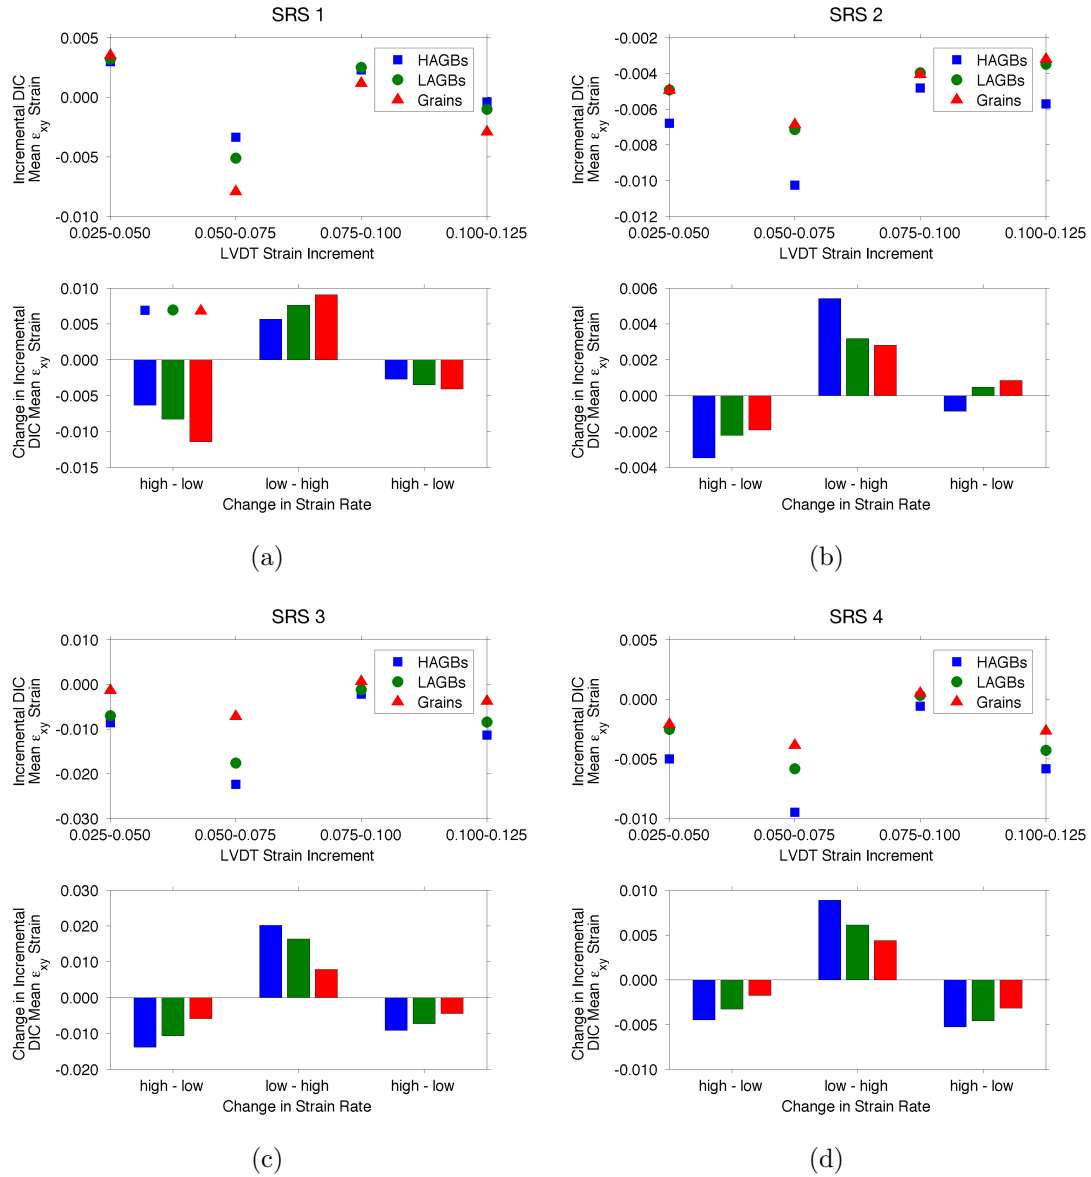 SRS 1
Incremental DIC
Mean ε_xy Strain
0.005
0.000
-0.005
-0.010
HAGBs
LAGBs
Grains
0.025-0.050 0.050-0.075 0.075-0.100 0.100-0.125
LVDT Strain Increment
Change in Incremental
DIC Mean ε_xy Strain
0.010
0.005
0.000
-0.005
-0.010
-0.015
high - low low - high high - low
Change in Strain Rate
(a)
SRS 2
Incremental DIC
Mean ε_xy Strain
-0.002
-0.004
-0.006
-0.008
-0.010
-0.012
HAGBs
LAGBs
Grains
0.025-0.050 0.050-0.075 0.075-0.100 0.100-0.125
LVDT Strain Increment
Change in Incremental
DIC Mean ε_xy Strain
0.006
0.004
0.002
0.000
-0.002
-0.004
high - low low - high high - low
Change in Strain Rate
(b)
SRS 3
Incremental DIC
Mean ε_xy Strain
0.010
0.000
-0.010
-0.020
-0.030
HAGBs
LAGBs
Grains
0.025-0.050 0.050-0.075 0.075-0.100 0.100-0.125
LVDT Strain Increment
Change in Incremental
DIC Mean ε_xy Strain
0.030
0.020
0.010
0.000
-0.010
-0.020
high - low low - high high - low
Change in Strain Rate
(c)
SRS 4
Incremental DIC
Mean ε_xy Strain
0.005
0.000
-0.005
-0.010
HAGBs
LAGBs
Grains
0.025-0.050 0.050-0.075 0.075-0.100 0.100-0.125
LVDT Strain Increment
Change in Incremental
DIC Mean ε_xy Strain
0.010
0.005
0.000
-0.005
-0.010
high - low low - high high - low
Change in Strain Rate
(d)